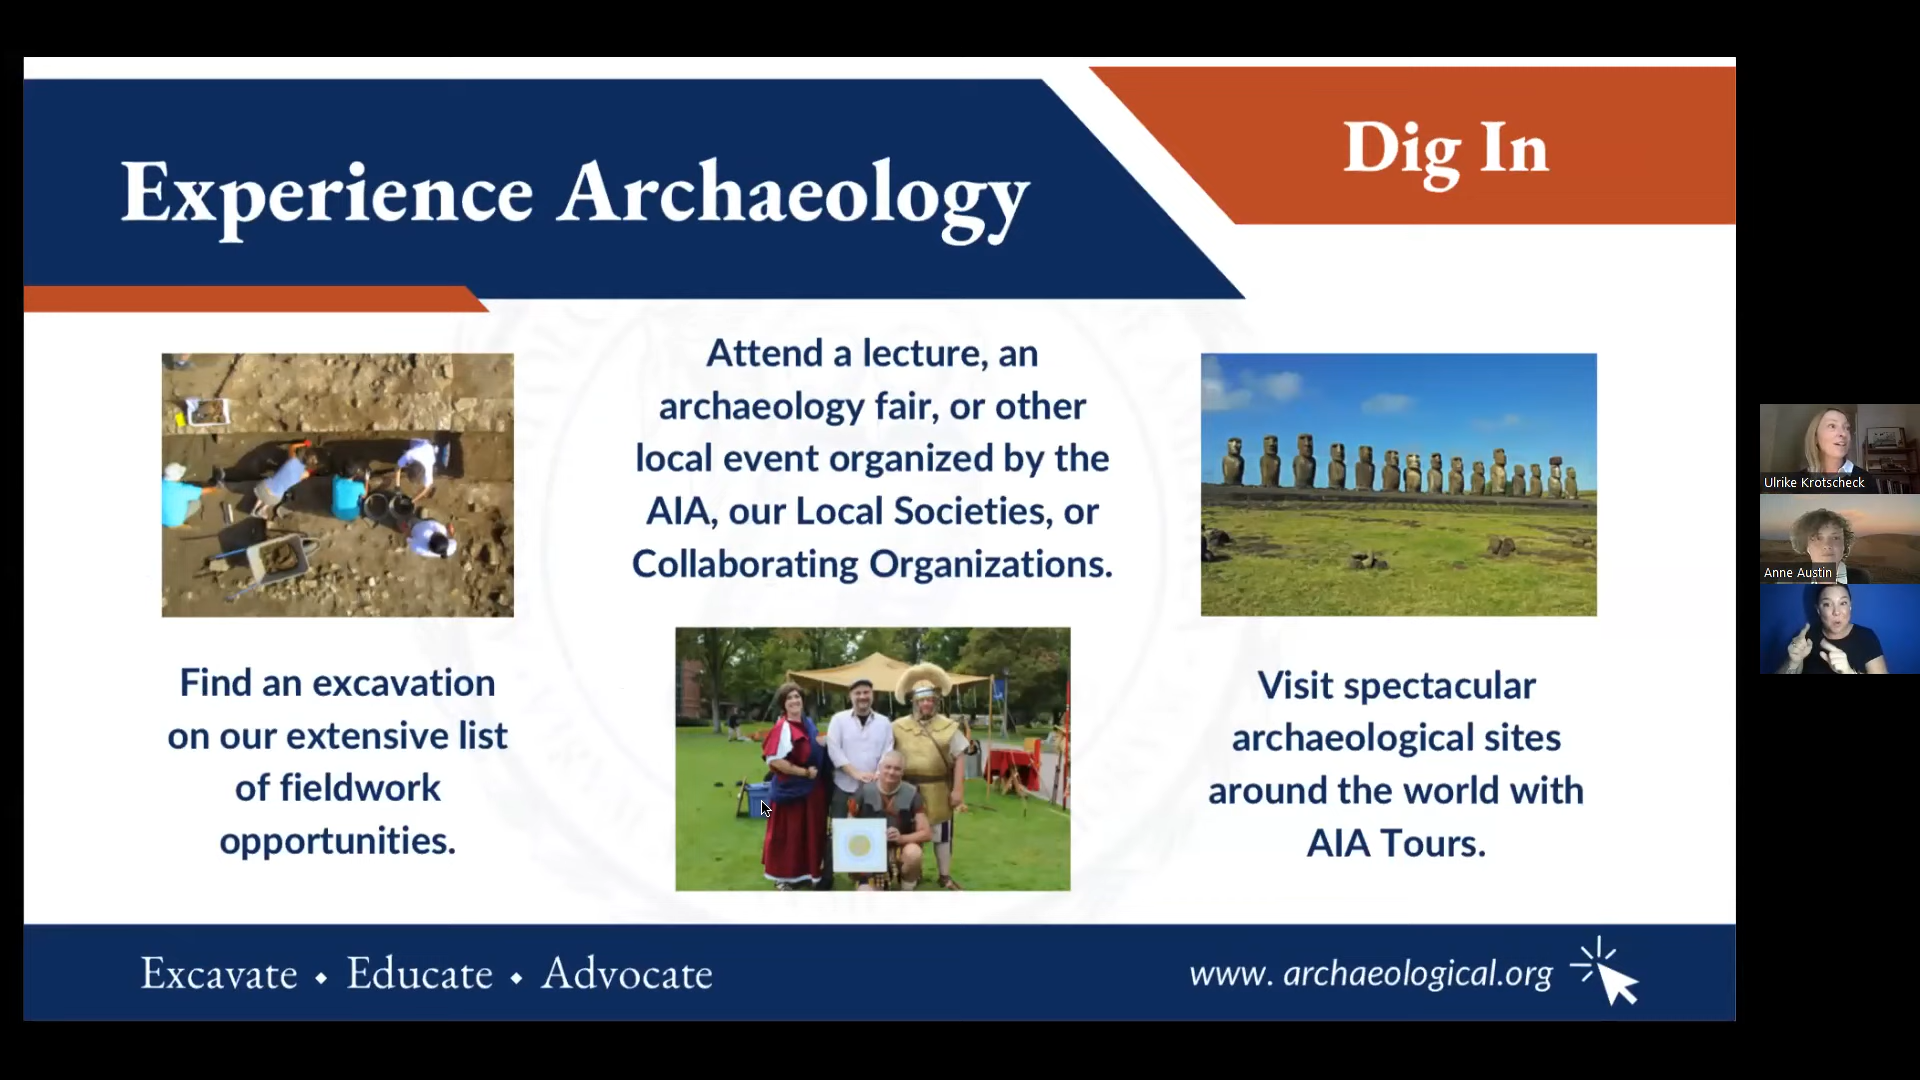 Experience Archaeology
Dig In
Find an excavation
on our extensive list
of fieldwork
opportunities.
Attend a lecture, an
archaeology fair, or other
local event organized by the
AIA, our Local Societies, or
Collaborating Organizations.
Visit spectacular
archaeological sites
around the world with
AIA Tours.
Excavate ⬥ Educate ⬥ Advocate
www. archaeological.org
Ulrike Krotscheck
Anne Austin